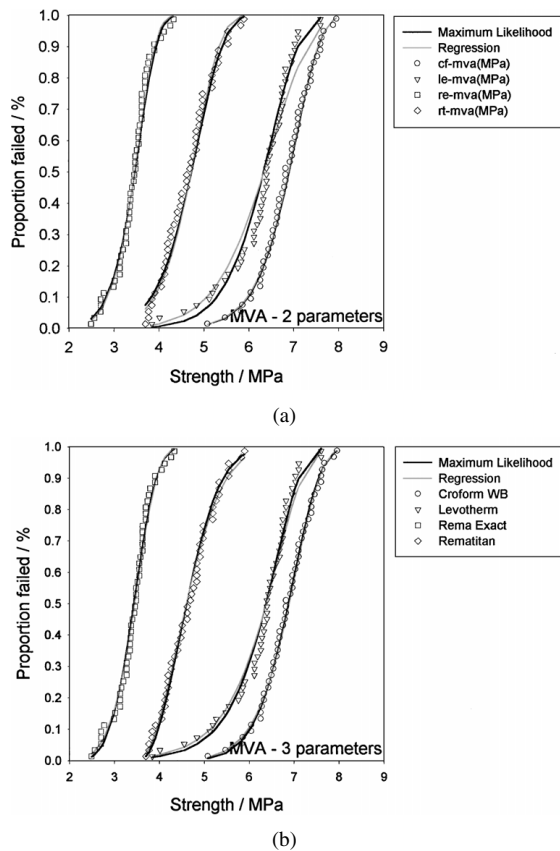 1.0
0.9
0.8
0.7
0.6
0.5
0.4
0.3
0.2
0.1
0.0
Proportion failed / %
MVA - 2 parameters
2 3 4 5 6 7 8 9
Strength / MPa
Maximum Likelihood
Regression
cf-mva(MPa)
le-mva(MPa)
re-mva(MPa)
rt-mva(MPa)
(a)
1.0
0.9
0.8
0.7
0.6
0.5
0.4
0.3
0.2
0.1
0.0
Proportion failed / %
MVA - 3 parameters
2 3 4 5 6 7 8 9
Strength / MPa
Maximum Likelihood
Regression
Croform WB
Levotherm
Rema Exact
Rematitan
(b)